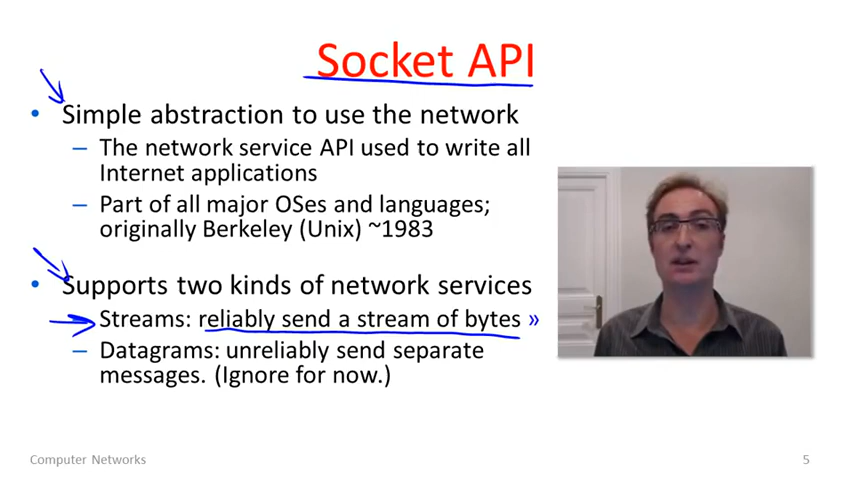 Socket API
• Simple abstraction to use the network
– The network service API used to write all
Internet applications
– Part of all major OSes and languages;
originally Berkeley (Unix) ~1983
• Supports two kinds of network services
Streams: reliably send a stream of bytes »
– Datagrams: unreliably send separate
messages. (Ignore for now.)
Computer Networks
5